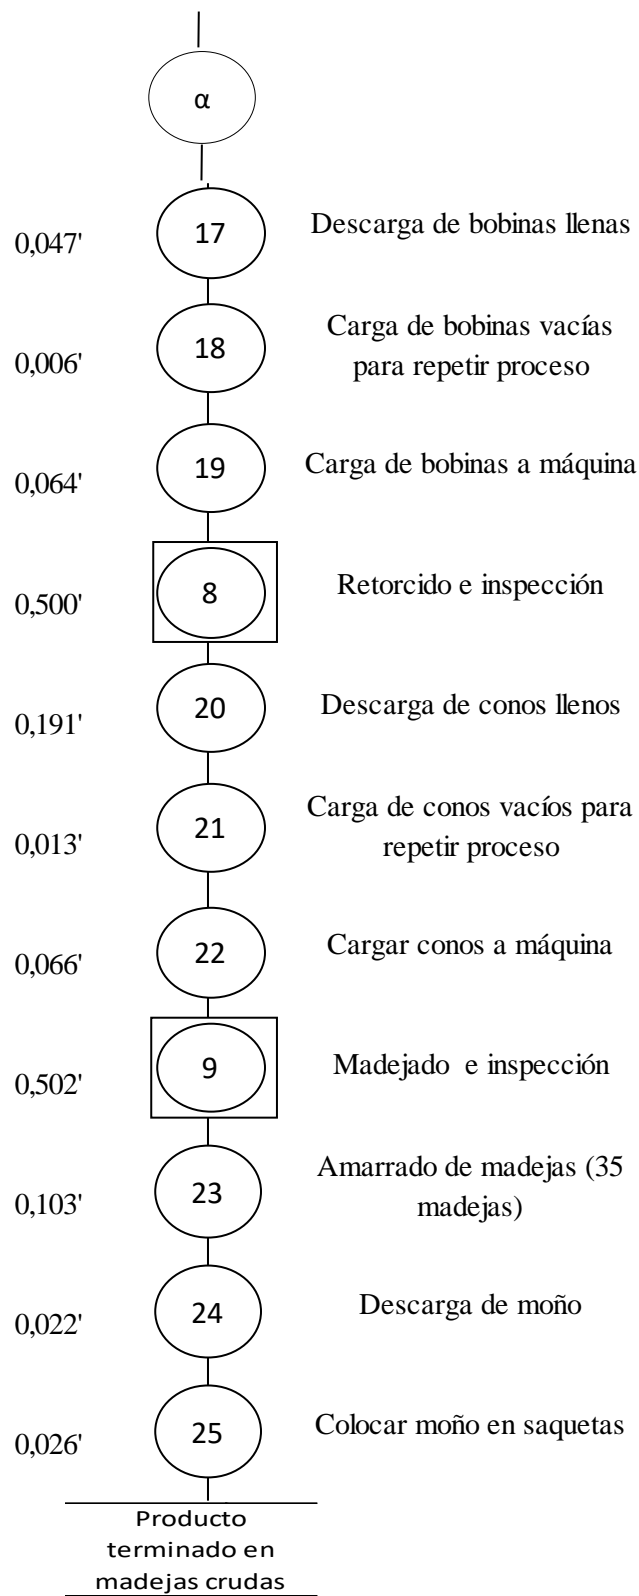 α
0,047'
17
Descarga de bobinas llenas
0,006'
18
Carga de bobinas vacías
para repetir proceso
0,064'
19
Carga de bobinas a máquina
0,500'
8
Retorcido e inspección
0,191'
20
Descarga de conos llenos
0,013'
21
Carga de conos vacíos para
repetir proceso
0,066'
22
Cargar conos a máquina
0,502'
9
Madejado e inspección
0,103'
23
Amarrado de madejas (35
madejas)
0,022'
24
Descarga de moño
0,026'
25
Colocar moño en saquetas
Producto
terminado en
madejas crudas